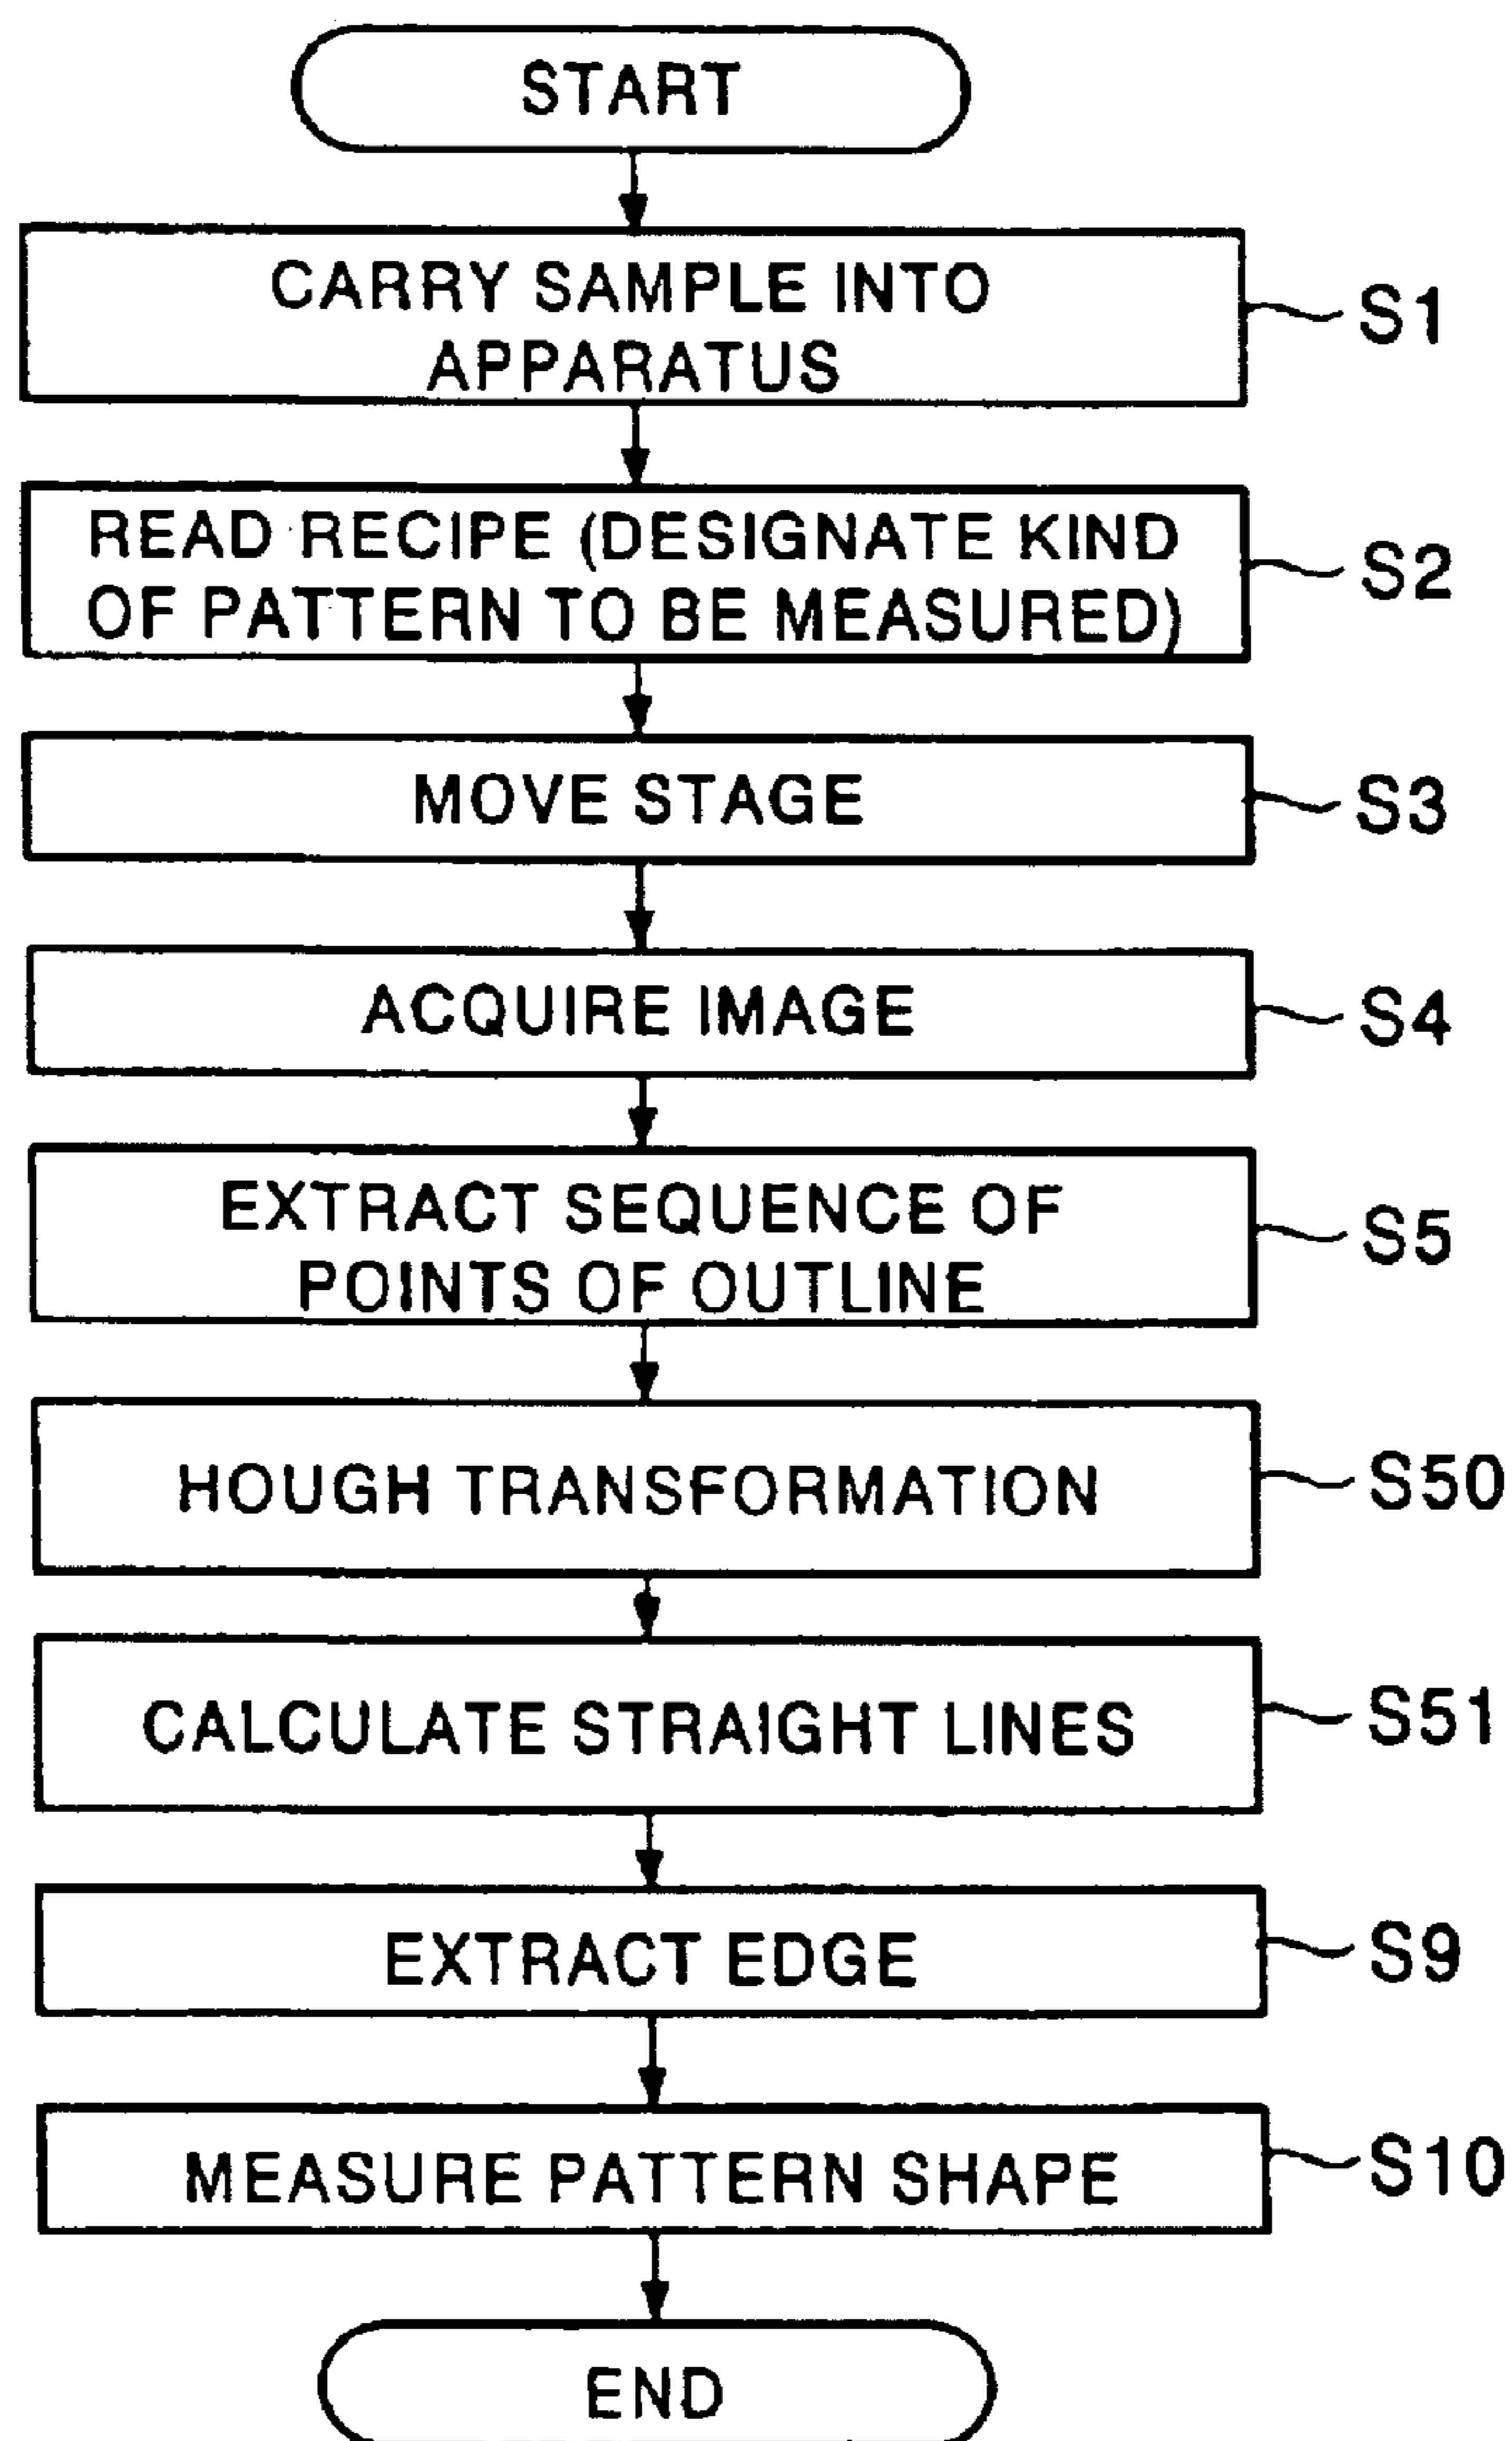 START
CARRY SAMPLE INTO
APPARATUS
S1
READ RECIPE (DESIGNATE KIND
OF PATTERN TO BE MEASURED)
S2
MOVE STAGE
S3
ACQUIRE IMAGE
S4
EXTRACT SEQUENCE OF
POINTS OF OUTLINE
S5
HOUGH TRANSFORMATION
S50
CALCULATE STRAIGHT LINES
S51
EXTRACT EDGE
S9
MEASURE PATTERN SHAPE
S10
END